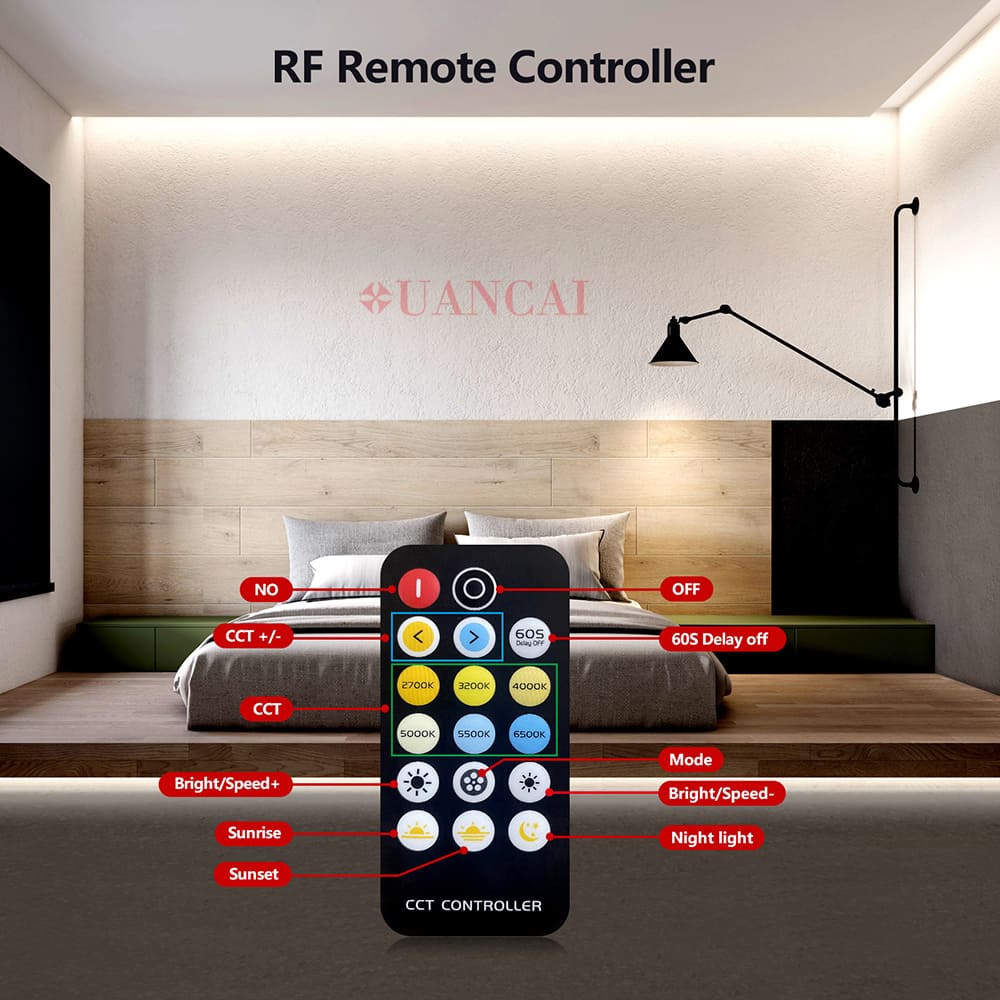 RF Remote Controller
UANCAI
NO
OFF
CCT +/-
60S
Delay OFF
60S Delay off
2700K
3200K
4000K
CCT
5000K
5500K
6500K
Mode
Bright/Speed+
Bright/Speed-
Sunrise
Night light
Sunset
CCT CONTROLLER